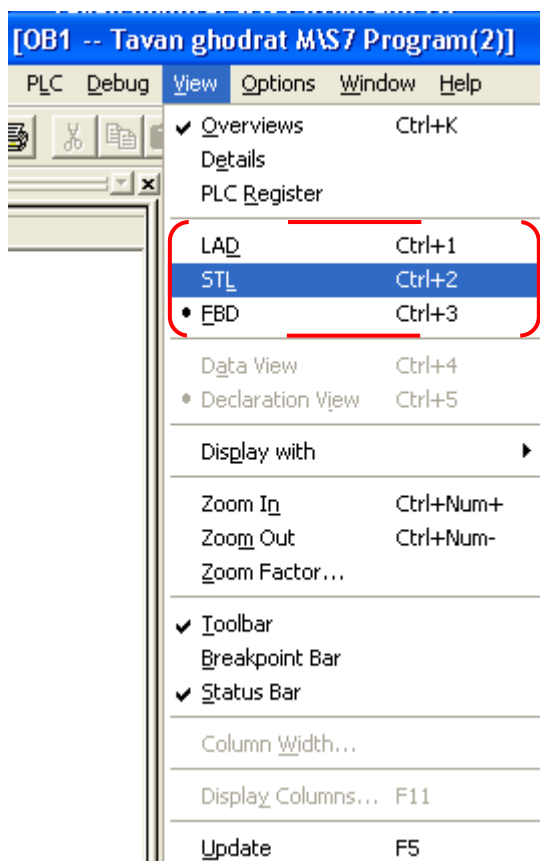 [OB1 -- Tavan ghodrat M\S7 Program(2)]
PLC Debug View Options Window Help
Overviews Ctrl+K
Details
PLC Register
LAD Ctrl+1
STL Ctrl+2
FBD Ctrl+3
Data View Ctrl+4
Declaration View Ctrl+5
Display with
Zoom In Ctrl+Num+
Zoom Out Ctrl+Num-
Zoom Factor...
Toolbar
Breakpoint Bar
Status Bar
Column Width...
Display Columns... F11
Update F5